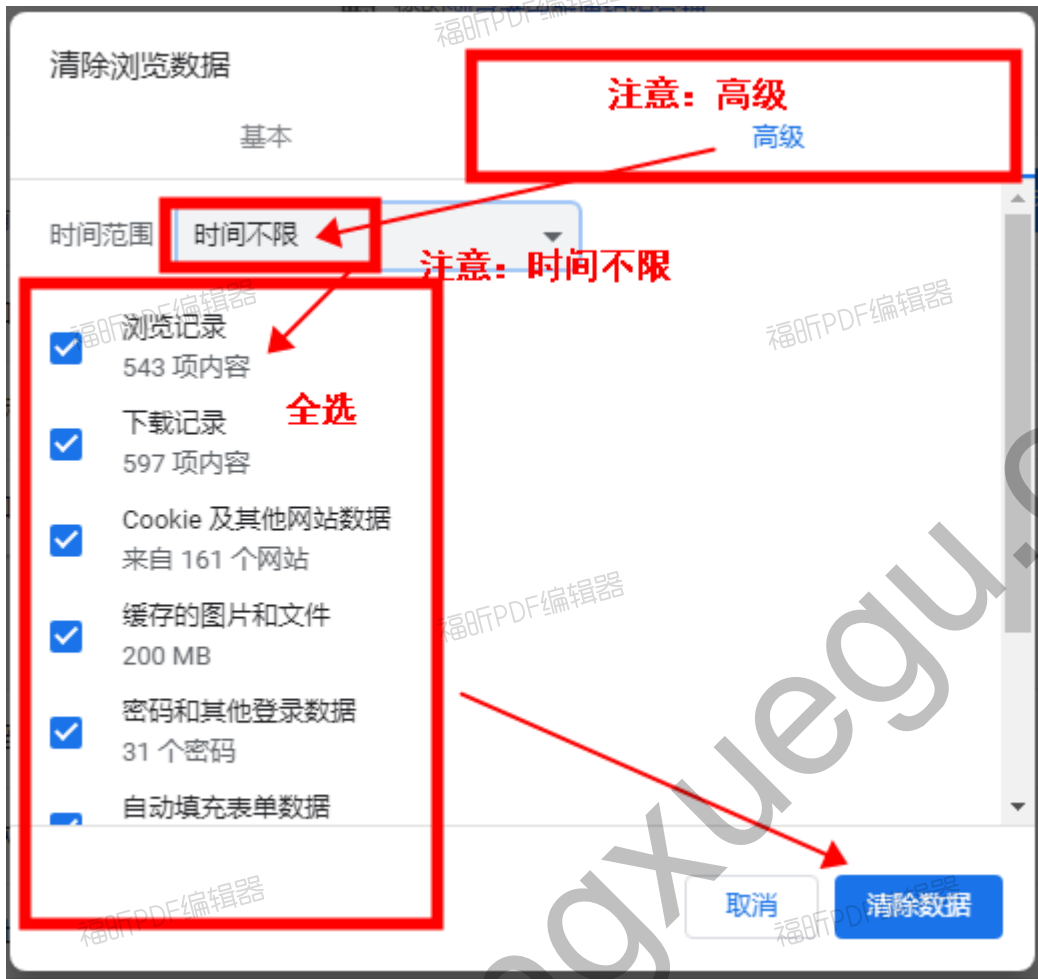 福昕PDF编辑器
清除浏览数据
注意：高级
基本
高级
时间范围
时间不限
注意：时间不限
福昕PDF编辑器
福昕PDF编辑器
浏览记录
543 项内容
全选
下载记录
597 项内容
Cookie 及其他网站数据
来自 161 个网站
缓存的图片和文件
200 MB
福昕PDF编辑器
密码和其他登录数据
31 个密码
自动填充表单数据
取消
清除数据
福昕PDF编辑器
福昕PDF编辑器
ngxuegu.